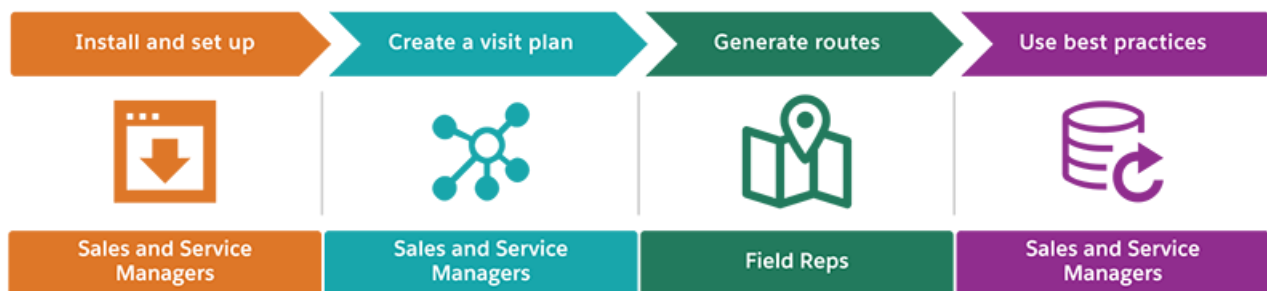 Install and set up
Create a visit plan
Generate routes
Use best practices
Sales and Service
Managers
Sales and Service
Managers
Field Reps
Sales and Service
Managers